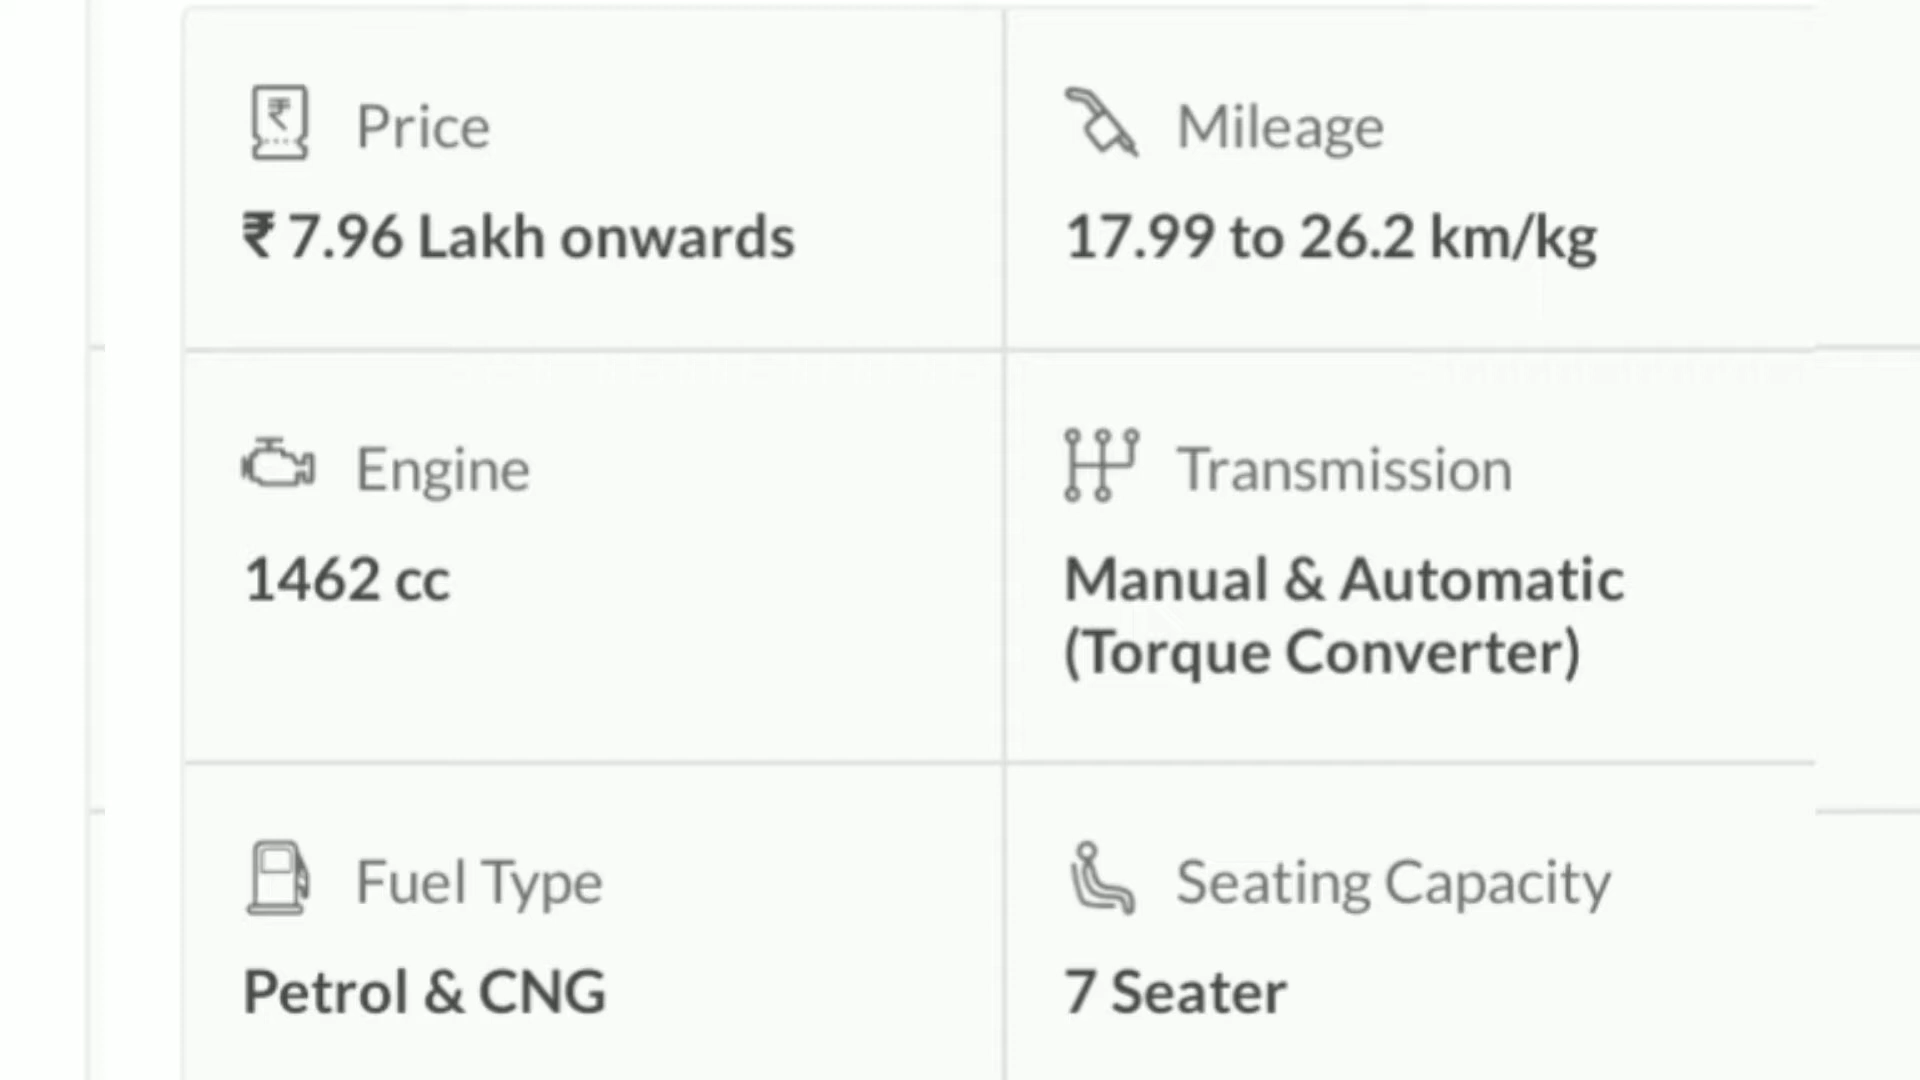 Price
₹ 7.96 Lakh onwards
Mileage
17.99 to 26.2 km/kg
Engine
1462 cc
Transmission
Manual & Automatic
(Torque Converter)
Fuel Type
Petrol & CNG
Seating Capacity
7 Seater